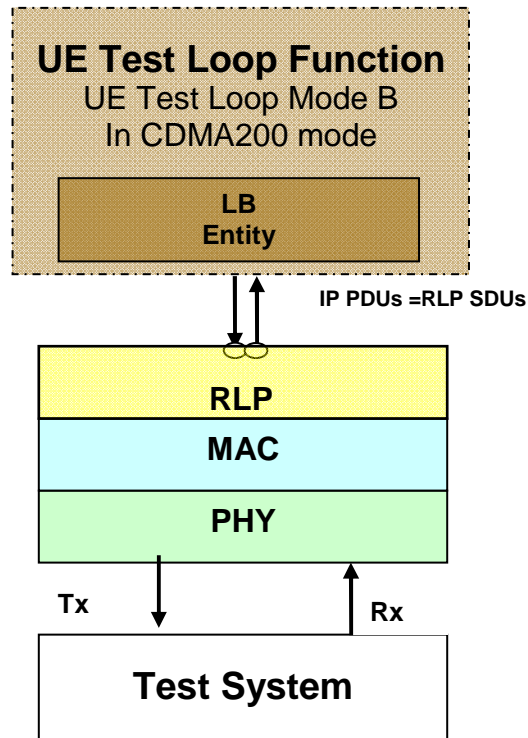 UE Test Loop Function
UE Test Loop Mode B
In CDMA200 mode
LB
Entity
IP PDUs =RLP SDUs
RLP
MAC
PHY
Tx
Rx
Test System